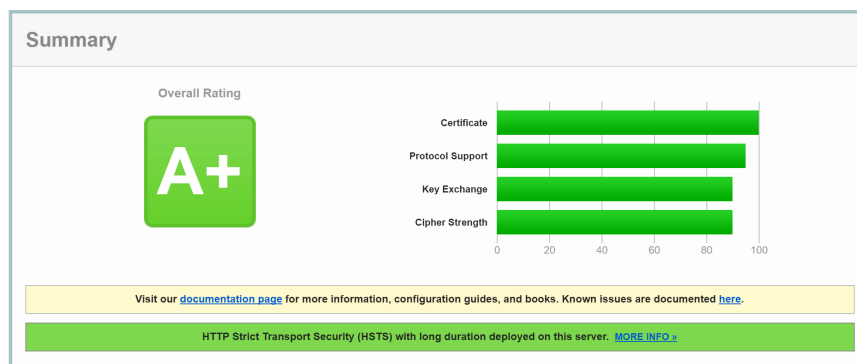 Summary
Overall Rating
A+
Certificate
Protocol Support
Key Exchange
Cipher Strength
0 20 40 60 80 100
Visit our documentation page for more information, configuration guides, and books. Known issues are documented here.
HTTP Strict Transport Security (HSTS) with long duration deployed on this server. MORE INFO »